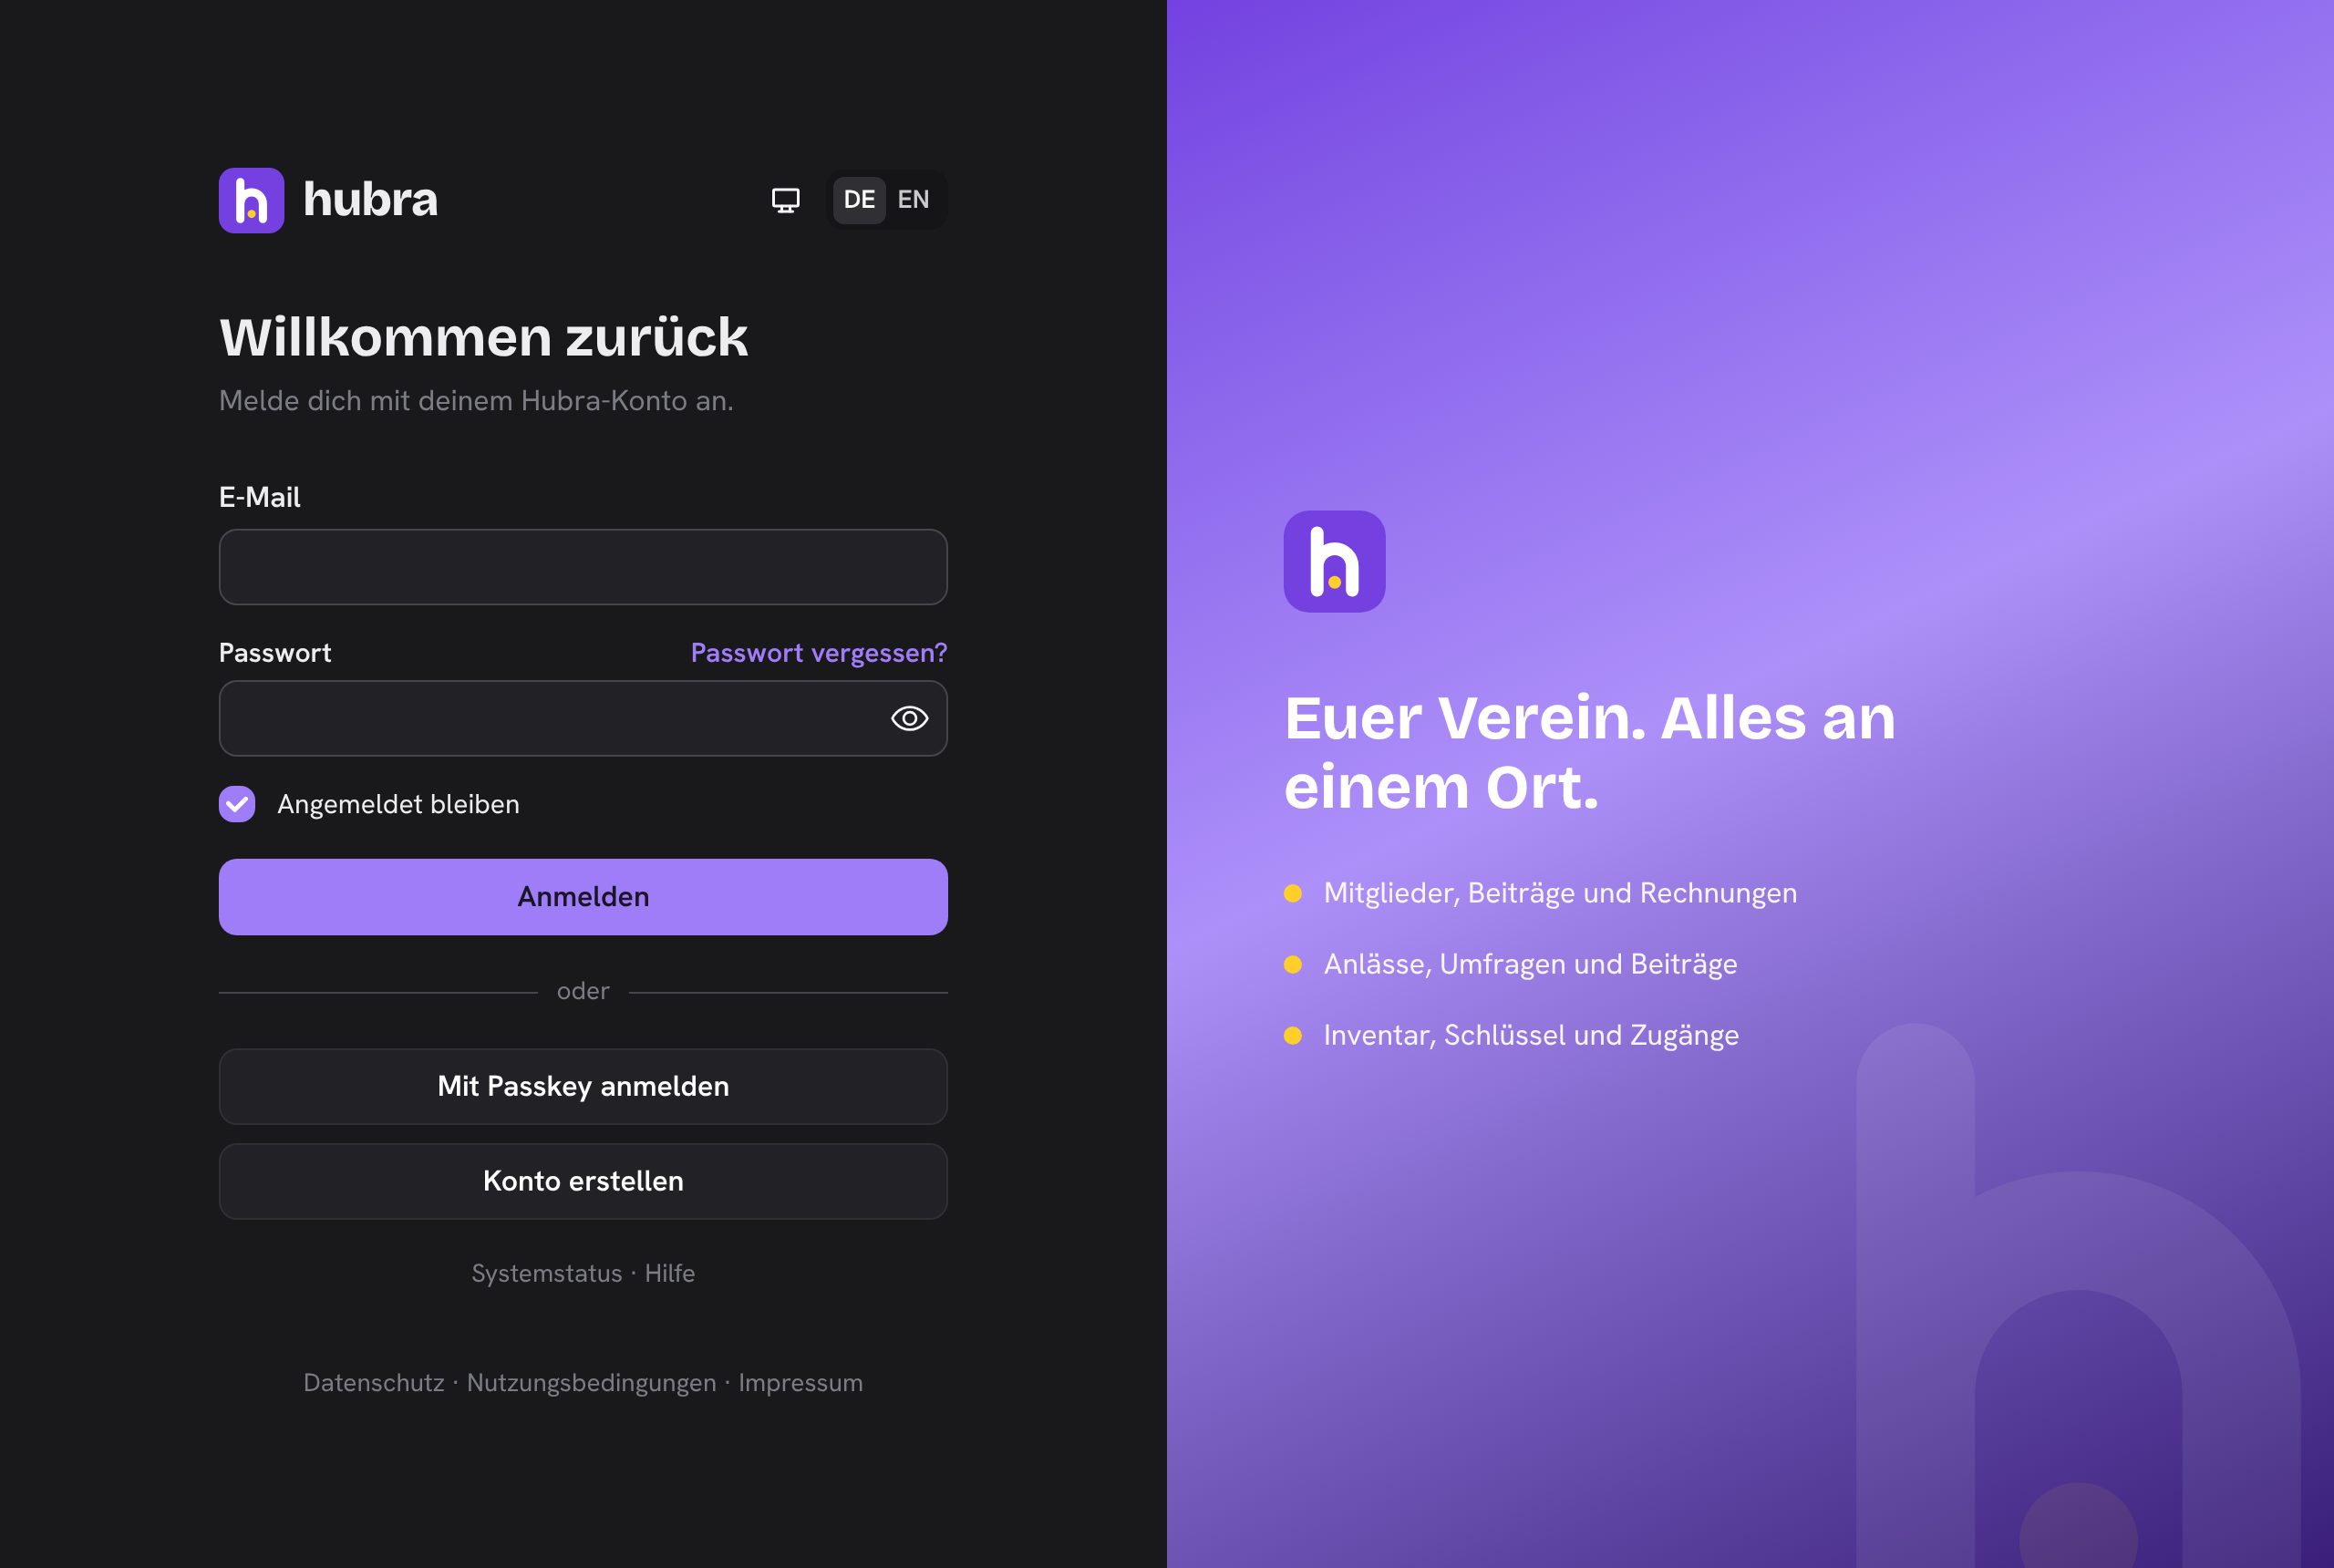 hubra
DE EN
Willkommen zurück
Melde dich mit deinem Hubra-Konto an.
E-Mail
Passwort
Passwort vergessen?
Angemeldet bleiben
Anmelden
oder
Mit Passkey anmelden
Konto erstellen
Systemstatus · Hilfe
Datenschutz · Nutzungsbedingungen · Impressum
Euer Verein. Alles an
einem Ort.
Mitglieder, Beiträge und Rechnungen
Anlässe, Umfragen und Beiträge
Inventar, Schlüssel und Zugänge